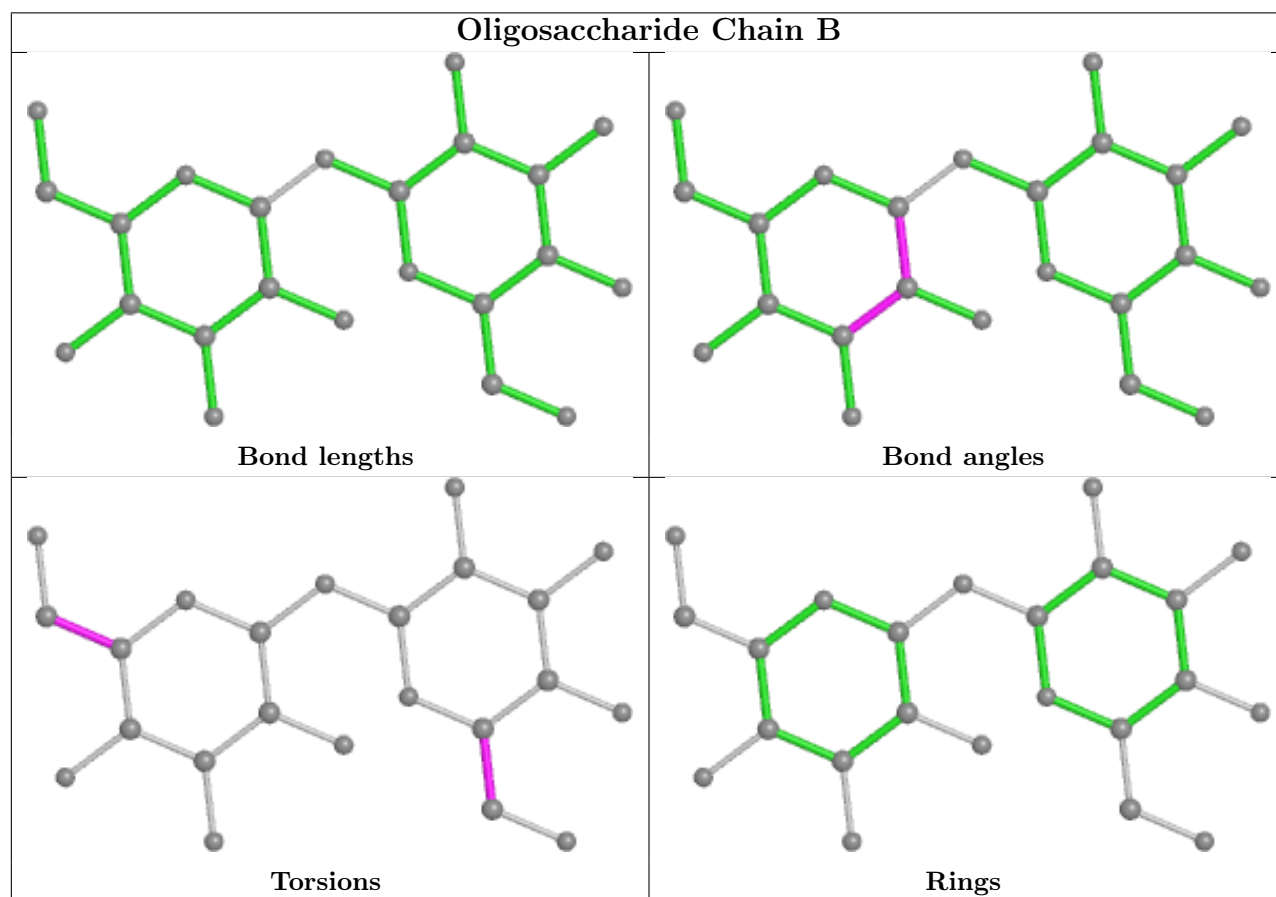 Oligosaccharide Chain B
Bond lengths
Bond angles
Torsions
Rings